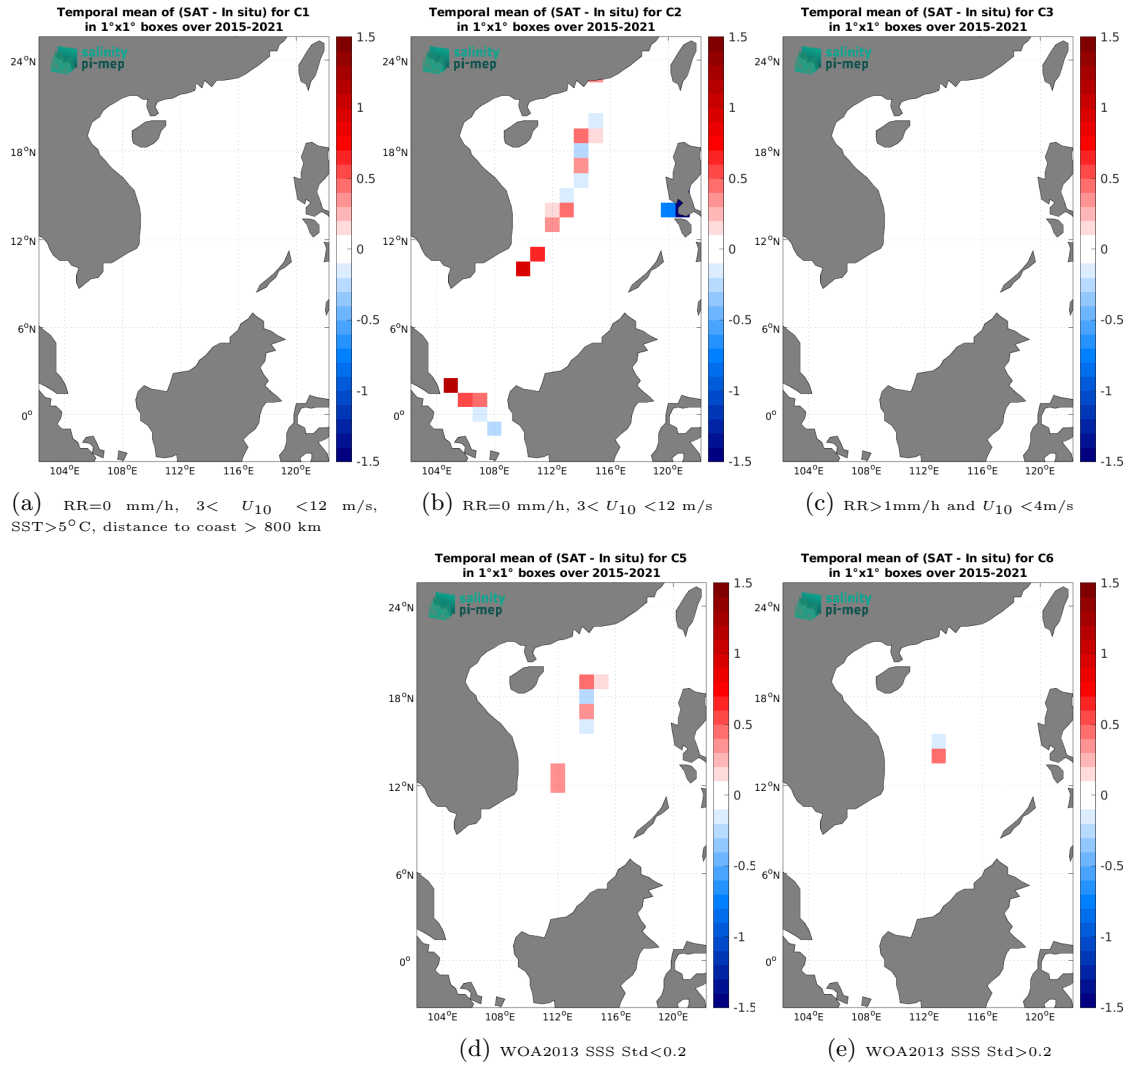 Temporal mean of (SAT - In situ) for C1
in 1°x1° boxes over 2015-2021
salinity
pi-mep
24°N
18°N
12°N
6°N
0°
104°E 108°E 112°E 116°E 120°E
1.5
1
0.5
0
-0.5
-1
-1.5
(a) RR=0 mm/h, 3< U10 <12 m/s,
SST>5°C, distance to coast > 800 km
Temporal mean of (SAT - In situ) for C2
in 1°x1° boxes over 2015-2021
salinity
pi-mep
24°N
18°N
12°N
6°N
0°
104°E 108°E 112°E 116°E 120°E
1.5
1
0.5
0
-0.5
-1
-1.5
(b) RR=0 mm/h, 3< U10 <12 m/s
Temporal mean of (SAT - In situ) for C3
in 1°x1° boxes over 2015-2021
salinity
pi-mep
24°N
18°N
12°N
6°N
0°
104°E 108°E 112°E 116°E 120°E
1.5
1
0.5
0
-0.5
-1
-1.5
(c) RR>1mm/h and U10 <4m/s
Temporal mean of (SAT - In situ) for C5
in 1°x1° boxes over 2015-2021
salinity
pi-mep
24°N
18°N
12°N
6°N
0°
104°E 108°E 112°E 116°E 120°E
1.5
1
0.5
0
-0.5
-1
-1.5
(d) WOA2013 SSS Std<0.2
Temporal mean of (SAT - In situ) for C6
in 1°x1° boxes over 2015-2021
salinity
pi-mep
24°N
18°N
12°N
6°N
0°
104°E 108°E 112°E 116°E 120°E
1.5
1
0.5
0
-0.5
-1
-1.5
(e) WOA2013 SSS Std>0.2